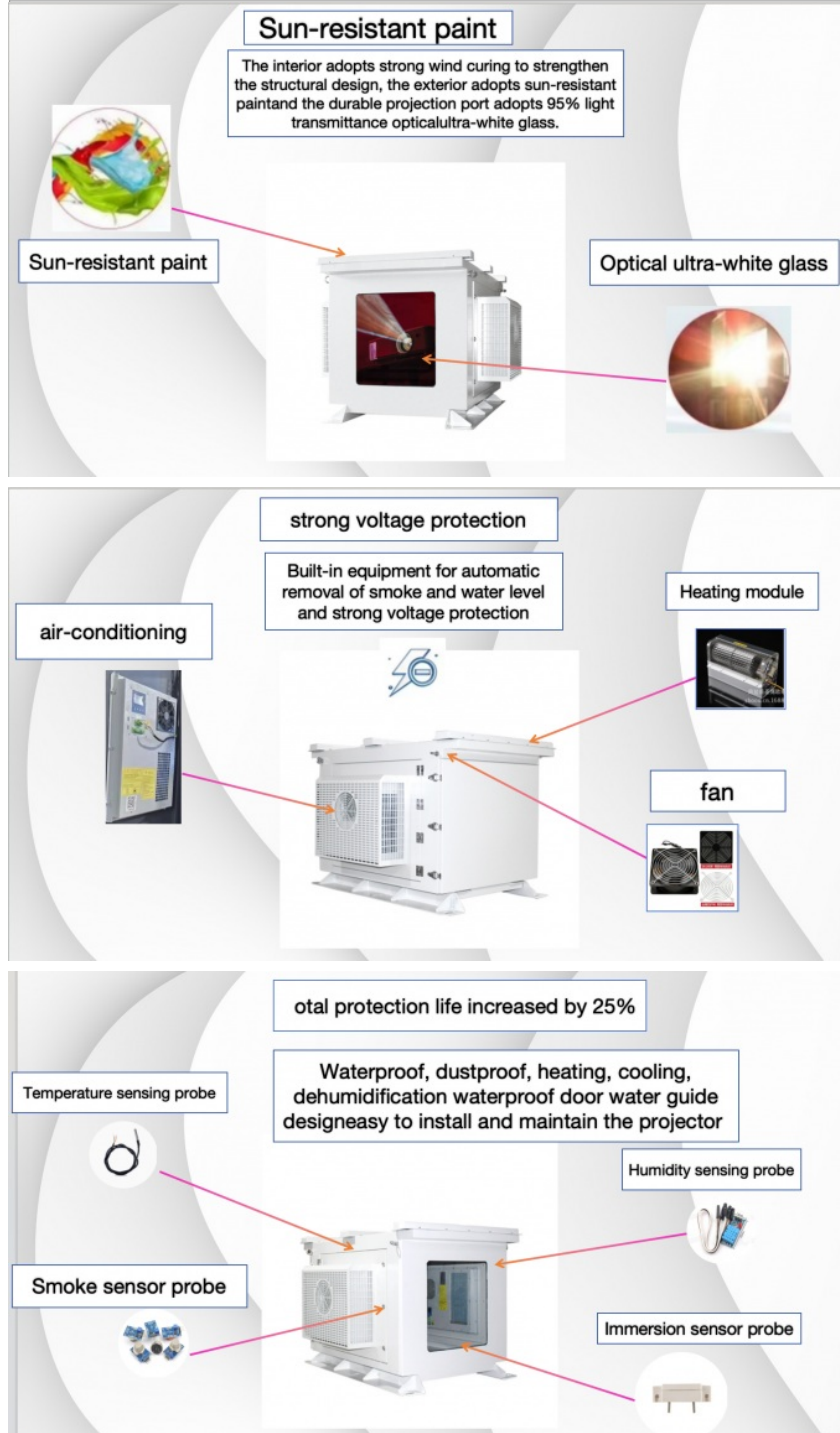 Sun-resistant paint
The interior adopts strong wind curing to strengthen
the structural design, the exterior adopts sun-resistant
paintand the durable projection port adopts 95% light
transmittance opticalultra-white glass.
Sun-resistant paint
Optical ultra-white glass
strong voltage protection
Built-in equipment for automatic
removal of smoke and water level
and strong voltage protection
air-conditioning
Heating module
fan
otal protection life increased by 25%
Waterproof, dustproof, heating, cooling,
dehumidification waterproof door water guide
designeasy to install and maintain the projector
Temperature sensing probe
Humidity sensing probe
Smoke sensor probe
Immersion sensor probe